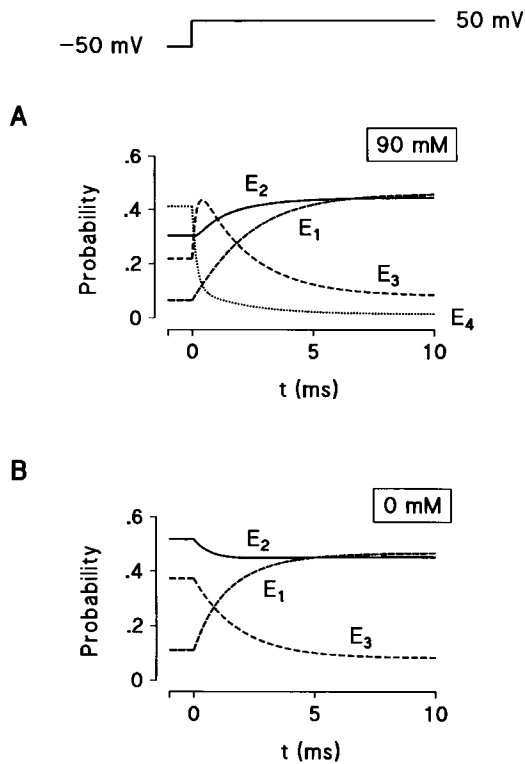 −50 mV
50 mV
A
90 mM
Probability
.6
.4
.2
0
E2
E1
E3
E4
0
5
10
t (ms)
B
0 mM
Probability
.6
.4
.2
0
E2
E1
E3
0
5
10
t (ms)